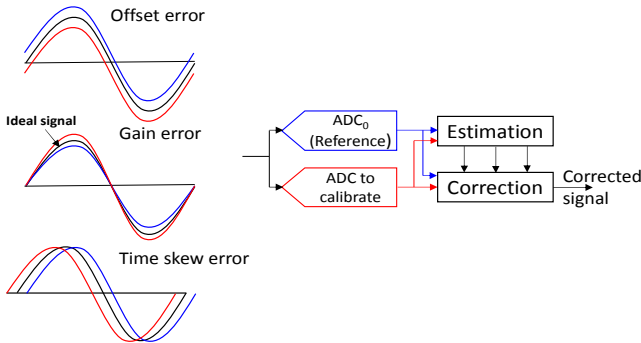 Offset error
Ideal signal
Gain error
Time skew error
ADC0
(Reference)
ADC to
calibrate
Estimation
Correction
Corrected
signal